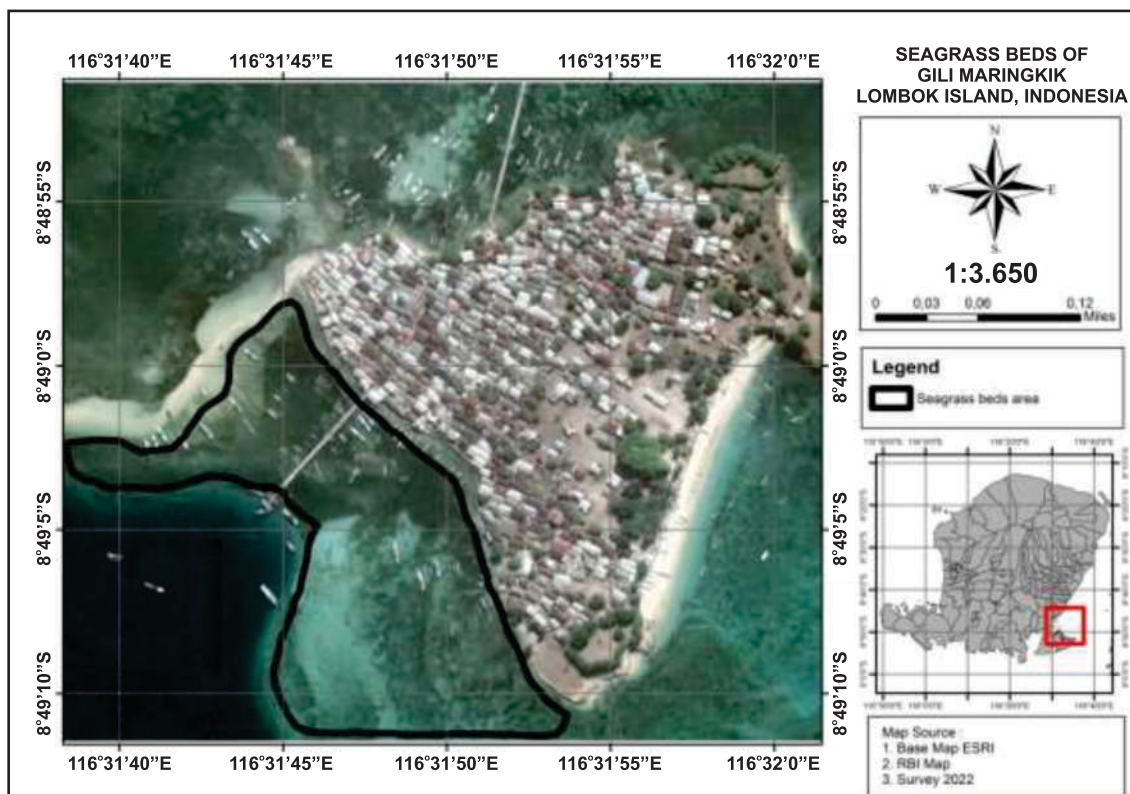 116°31'40"E 116°31'45"E 116°31'50"E 116°31'55"E 116°32'0"E
8°48'55"S
8°49'0"S
8°49'5"S
8°49'10"S
8°48'55"S
8°49'0"S
8°49'5"S
8°49'10"S
116°31'40"E 116°31'45"E 116°31'50"E 116°31'55"E 116°32'0"E
SEAGRASS BEDS OF
GILI MARINGKIK
LOMBOK ISLAND, INDONESIA
N
W E
S
1:3.650
0 0,03 0,06 0,12
Miles
Legend
Seagrass beds area
Map Source :
1. Base Map ESRI
2. RBI Map
3. Survey 2022